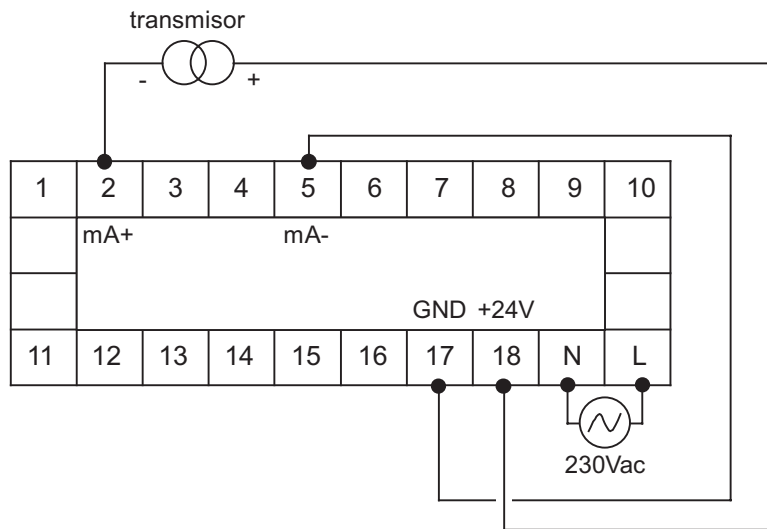 transmisor
- +
1 2 3 4 5 6 7 8 9 10
mA+ mA-
GND +24V
11 12 13 14 15 16 17 18 N L
230Vac